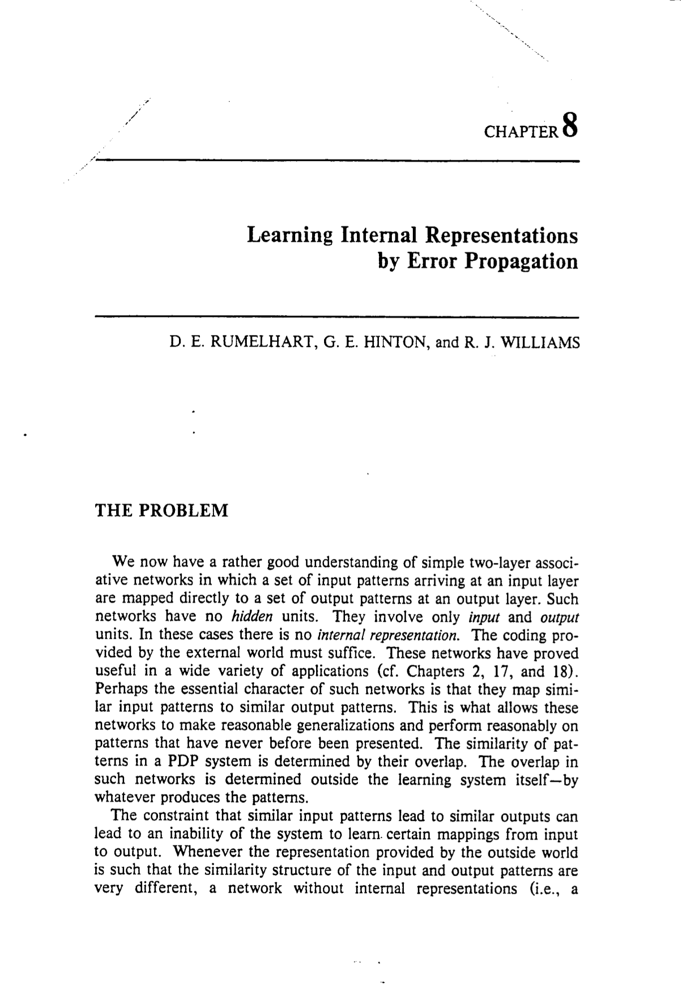 CHAPTER 8
Learning Internal Representations
by Error Propagation
D. E. RUMELHART, G. E. HINTON, and R. J. WILLIAMS
THE PROBLEM
We now have a rather good understanding of simple two-layer associ-
ative networks in which a set of input patterns arriving at an input layer
are mapped directly to a set of output patterns at an output layer. Such
networks have no hidden units. They involve only input and output
units. In these cases there is no internal representation. The coding pro-
vided by the external world must suffice. These networks have proved
useful in a wide variety of applications (cf. Chapters 2, 17, and 18).
Perhaps the essential character of such networks is that they map simi-
lar input patterns to similar output patterns. This is what allows these
networks to make reasonable generalizations and perform reasonably on
patterns that have never before been presented. The similarity of pat-
terns in a PDP system is determined by their overlap. The overlap in
such networks is determined outside the learning system itself—by
whatever produces the patterns.
The constraint that similar input patterns lead to similar outputs can
lead to an inability of the system to learn certain mappings from input
to output. Whenever the representation provided by the outside world
is such that the similarity structure of the input and output patterns are
very different, a network without internal representations (i.e., a